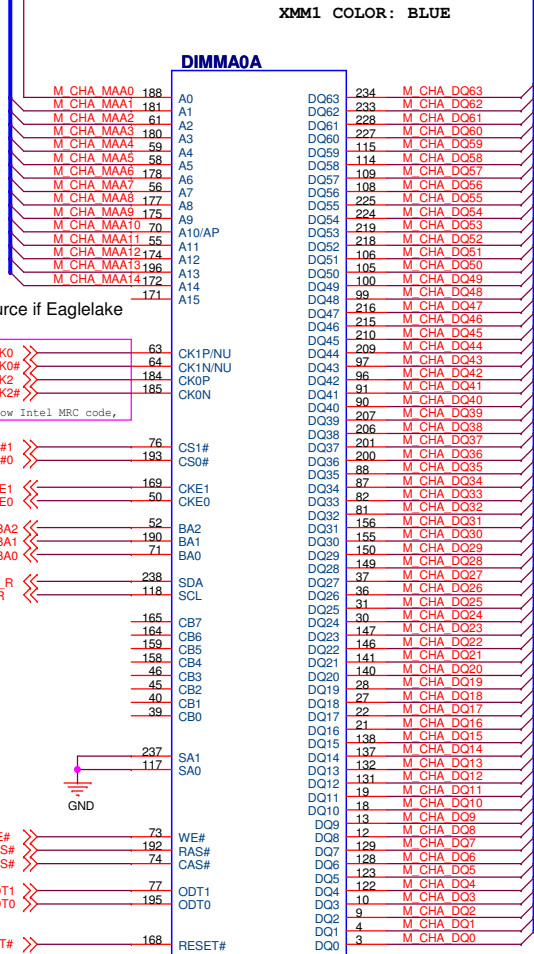 XMM1 COLOR: BLUE
DIMMA0A
M_CHA_MAA0 188 A0
M_CHA_MAA1 181 A1
M_CHA_MAA2 61 A2
M_CHA_MAA3 180 A3
M_CHA_MAA4 59 A4
M_CHA_MAA5 58 A5
M_CHA_MAA6 178 A6
M_CHA_MAA7 56 A7
M_CHA_MAA8 177 A8
M_CHA_MAA9 175 A9
M_CHA_MAA10 70 A10/AP
M_CHA_MAA11 55 A11
M_CHA_MAA12 174 A12
M_CHA_MAA13 196 A13
M_CHA_MAA14 172 A14
171 A15
urce if Eaglelake
K0 63 CK1P/NU
K0# 64 CK1N/NU
K2 184 CK0P
K2# 185 CK0N
ow Intel MRC code,
#1 76 CS1#
#0 193 CS0#
E1 169 CKE1
E0 50 CKE0
BA2 52 BA2
BA1 190 BA1
BA0 71 BA0
_R 238 SDA
R 118 SCL
165 CB7
164 CB6
159 CB5
158 CB4
46 CB3
45 CB2
40 CB1
39 CB0
237 SA1
117 SA0
GND
E# 73 WE#
S# 192 RAS#
S# 74 CAS#
DT1 77 ODT1
DT0 195 ODT0
T# 168 RESET#
DQ63 234 M_CHA_DQ63
DQ62 233 M_CHA_DQ62
DQ61 228 M_CHA_DQ61
DQ60 227 M_CHA_DQ60
DQ59 115 M_CHA_DQ59
DQ58 114 M_CHA_DQ58
DQ57 109 M_CHA_DQ57
DQ56 108 M_CHA_DQ56
DQ55 225 M_CHA_DQ55
DQ54 224 M_CHA_DQ54
DQ53 219 M_CHA_DQ53
DQ52 218 M_CHA_DQ52
DQ51 106 M_CHA_DQ51
DQ50 105 M_CHA_DQ50
DQ49 100 M_CHA_DQ49
DQ48 99 M_CHA_DQ48
DQ47 216 M_CHA_DQ47
DQ46 215 M_CHA_DQ46
DQ45 210 M_CHA_DQ45
DQ44 209 M_CHA_DQ44
DQ43 97 M_CHA_DQ43
DQ42 96 M_CHA_DQ42
DQ41 91 M_CHA_DQ41
DQ40 90 M_CHA_DQ40
DQ39 207 M_CHA_DQ39
DQ38 206 M_CHA_DQ38
DQ37 201 M_CHA_DQ37
DQ36 200 M_CHA_DQ36
DQ35 88 M_CHA_DQ35
DQ34 87 M_CHA_DQ34
DQ33 82 M_CHA_DQ33
DQ32 81 M_CHA_DQ32
DQ31 156 M_CHA_DQ31
DQ30 155 M_CHA_DQ30
DQ29 150 M_CHA_DQ29
DQ28 149 M_CHA_DQ28
DQ27 37 M_CHA_DQ27
DQ26 36 M_CHA_DQ26
DQ25 31 M_CHA_DQ25
DQ24 30 M_CHA_DQ24
DQ23 147 M_CHA_DQ23
DQ22 146 M_CHA_DQ22
DQ21 141 M_CHA_DQ21
DQ20 140 M_CHA_DQ20
DQ19 28 M_CHA_DQ19
DQ18 27 M_CHA_DQ18
DQ17 22 M_CHA_DQ17
DQ16 21 M_CHA_DQ16
DQ15 138 M_CHA_DQ15
DQ14 137 M_CHA_DQ14
DQ13 132 M_CHA_DQ13
DQ12 131 M_CHA_DQ12
DQ11 19 M_CHA_DQ11
DQ10 18 M_CHA_DQ10
DQ9 13 M_CHA_DQ9
DQ8 12 M_CHA_DQ8
DQ7 129 M_CHA_DQ7
DQ6 128 M_CHA_DQ6
DQ5 123 M_CHA_DQ5
DQ4 122 M_CHA_DQ4
DQ3 10 M_CHA_DQ3
DQ2 9 M_CHA_DQ2
DQ1 4 M_CHA_DQ1
DQ0 3 M_CHA_DQ0